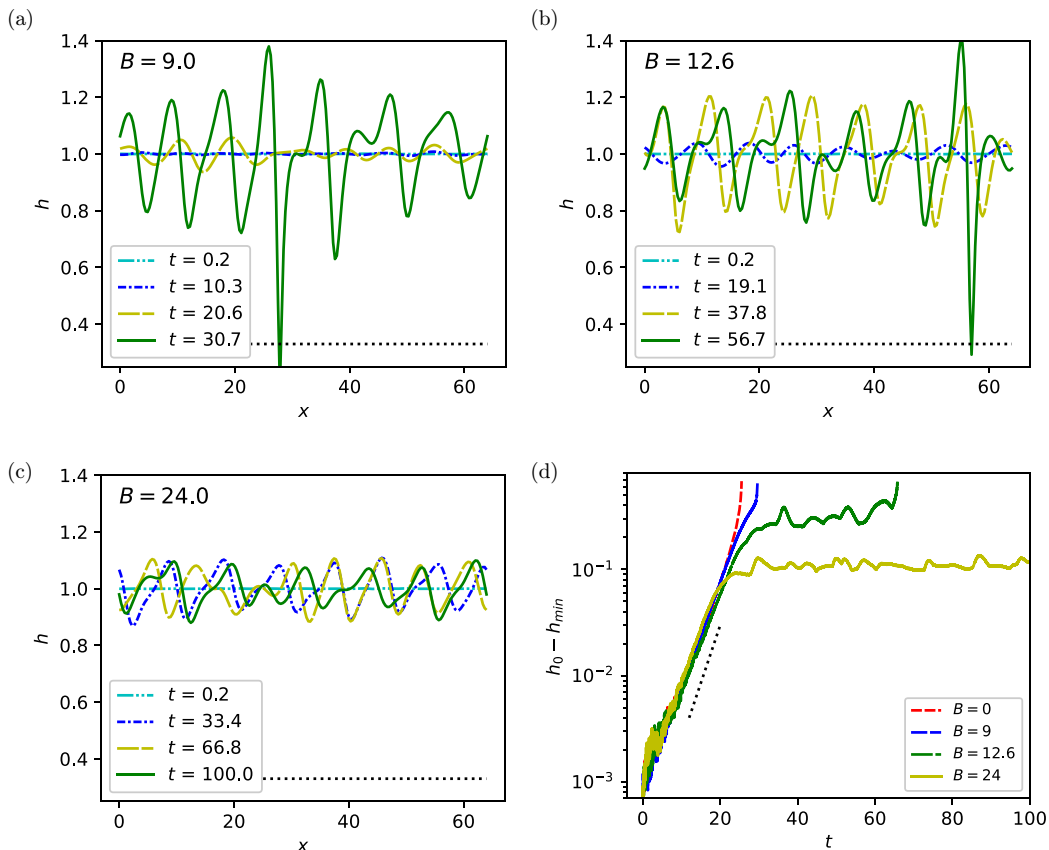 (a)
B = 9.0
1.4
1.2
1.0
0.8
0.6
0.4
h
t = 0.2
t = 10.3
t = 20.6
t = 30.7
0 20 40 60
x
(b)
B = 12.6
1.4
1.2
1.0
0.8
0.6
0.4
h
t = 0.2
t = 19.1
t = 37.8
t = 56.7
0 20 40 60
x
(c)
B = 24.0
1.4
1.2
1.0
0.8
0.6
0.4
h
t = 0.2
t = 33.4
t = 66.8
t = 100.0
0 20 40 60
x
(d)
10⁻¹
10⁻²
10⁻³
h₀ − hₘᵢₙ
B = 0
B = 9
B = 12.6
B = 24
0 20 40 60 80 100
t